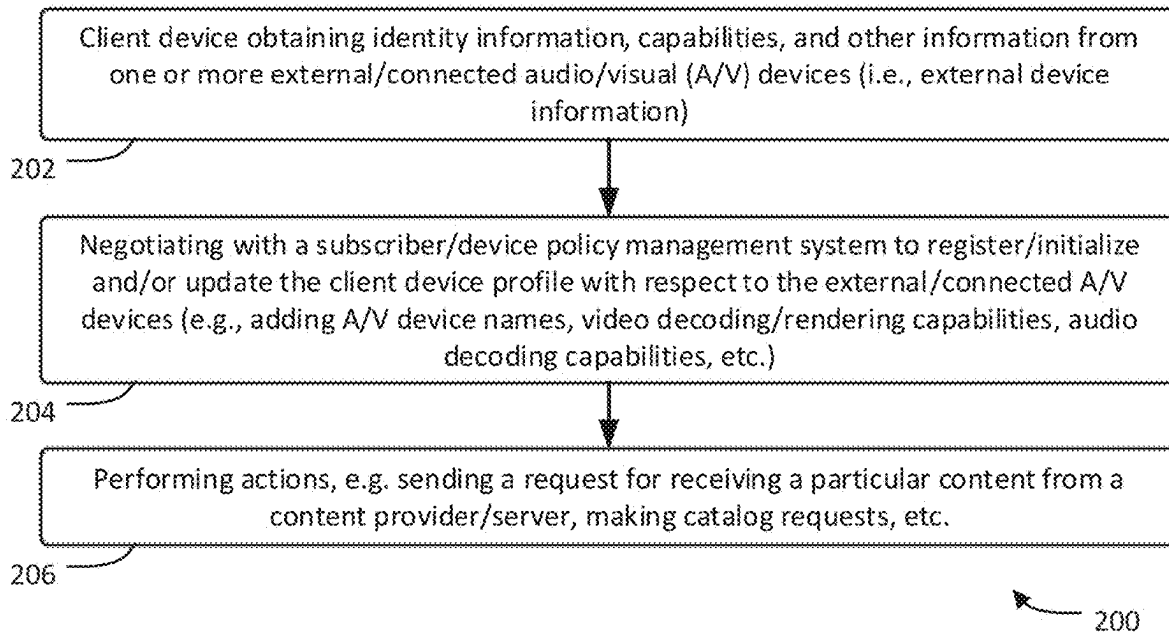 Client device obtaining identity information, capabilities, and other information from
one or more external/connected audio/visual (A/V) devices (i.e., external device
information)
202
Negotiating with a subscriber/device policy management system to register/initialize
and/or update the client device profile with respect to the external/connected A/V
devices (e.g., adding A/V device names, video decoding/rendering capabilities, audio
decoding capabilities, etc.)
204
Performing actions, e.g. sending a request for receiving a particular content from a
content provider/server, making catalog requests, etc.
206
200